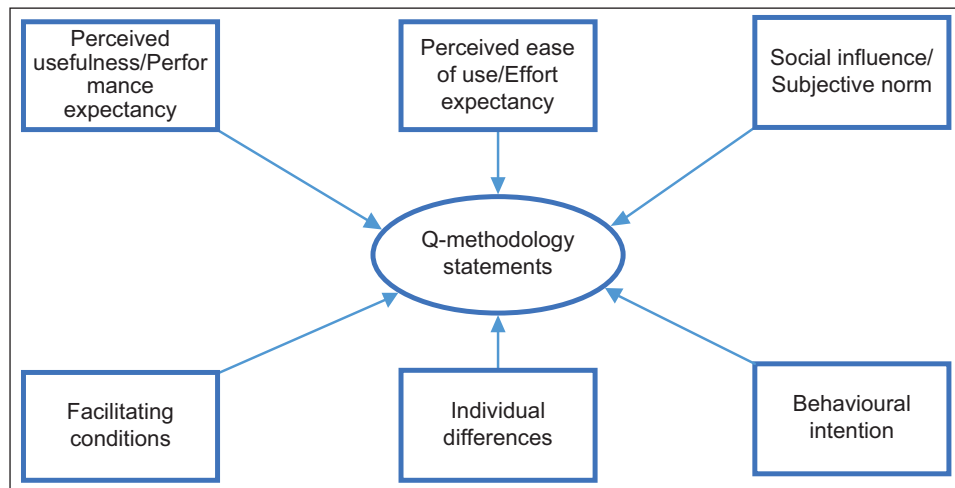 Perceived
usefulness/Perfor
mance
expectancy
Perceived ease
of use/Effort
expectancy
Social influence/
Subjective norm
Q-methodology
statements
Facilitating
conditions
Individual
differences
Behavioural
intention